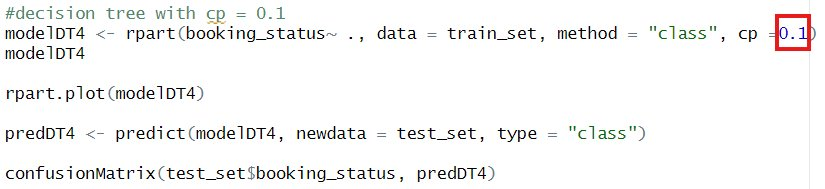 #decision tree with cp = 0.1
modelDT4 <- rpart(booking_status~ ., data = train_set, method = "class", cp =0.1)
modelDT4
rpart.plot(modelDT4)
predDT4 <- predict(modelDT4, newdata = test_set, type = "class")
confusionMatrix(test_set$booking_status, predDT4)